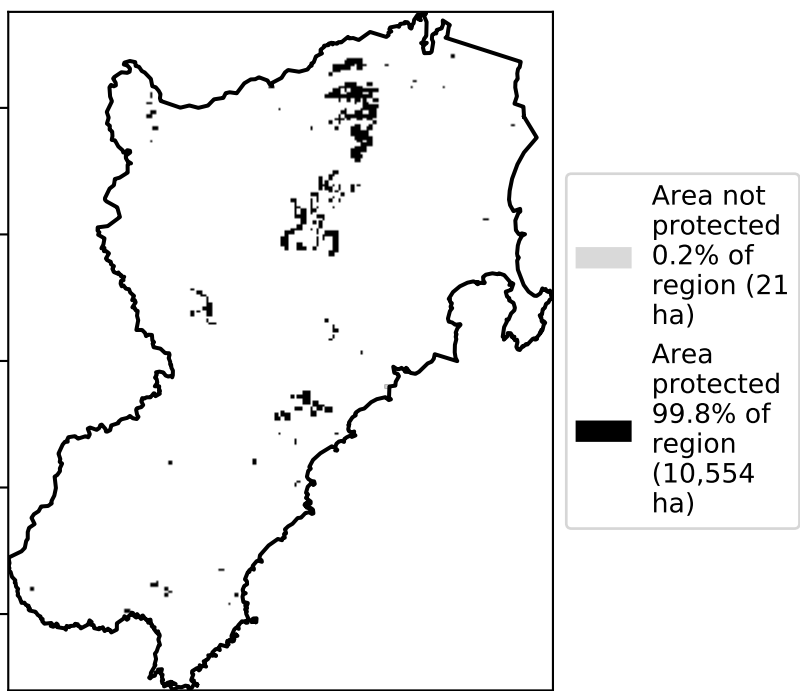 Area not
protected
0.2% of
region (21
ha)
Area
protected
99.8% of
region
(10,554
ha)